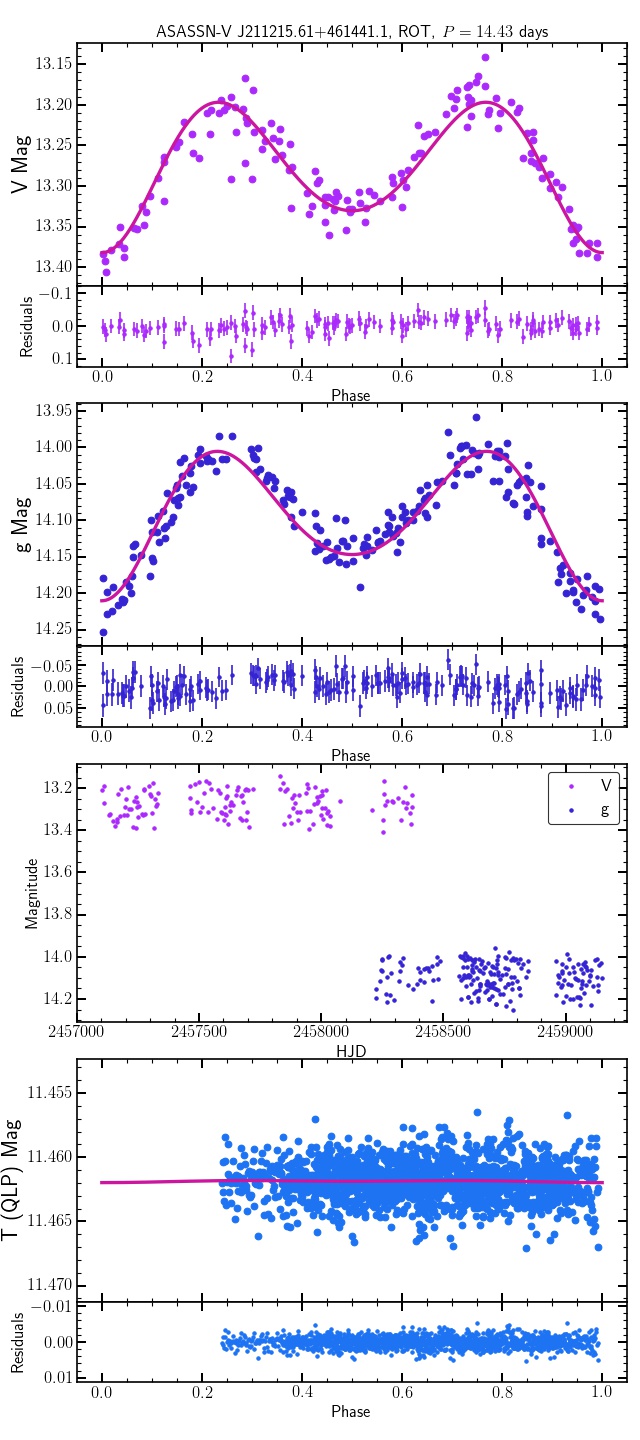 ASASSN-V J211215.61+461441.1, ROT, P = 14.43 days
13.15
13.20
13.25
13.30
13.35
13.40
V Mag
−0.1
0.0
0.1
Residuals
0.0 0.2 0.4 0.6 0.8 1.0
Phase
13.95
14.00
14.05
14.10
14.15
14.20
14.25
g Mag
−0.05
0.00
0.05
Residuals
0.0 0.2 0.4 0.6 0.8 1.0
Phase
13.2
13.4
13.6
13.8
14.0
14.2
Magnitude
V
g
2457000 2457500 2458000 2458500 2459000
HJD
11.455
11.460
11.465
11.470
T (QLP) Mag
−0.01
0.00
0.01
Residuals
0.0 0.2 0.4 0.6 0.8 1.0
Phase